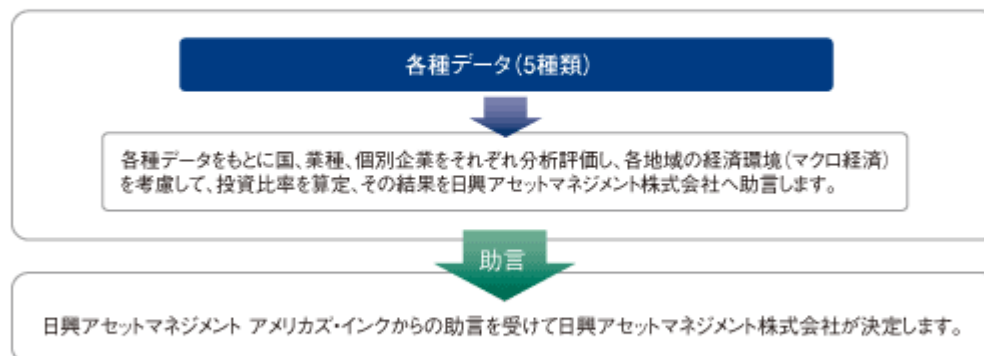 各種データ(5種類)
各種データをもとに国、業種、個別企業をそれぞれ分析評価し、各地域の経済環境(マクロ経済)
を考慮して、投資比率を算定、その結果を日興アセットマネジメント株式会社へ助言します。
助言
日興アセットマネジメント アメリカズ・インクからの助言を受けて日興アセットマネジメント株式会社が決定します。